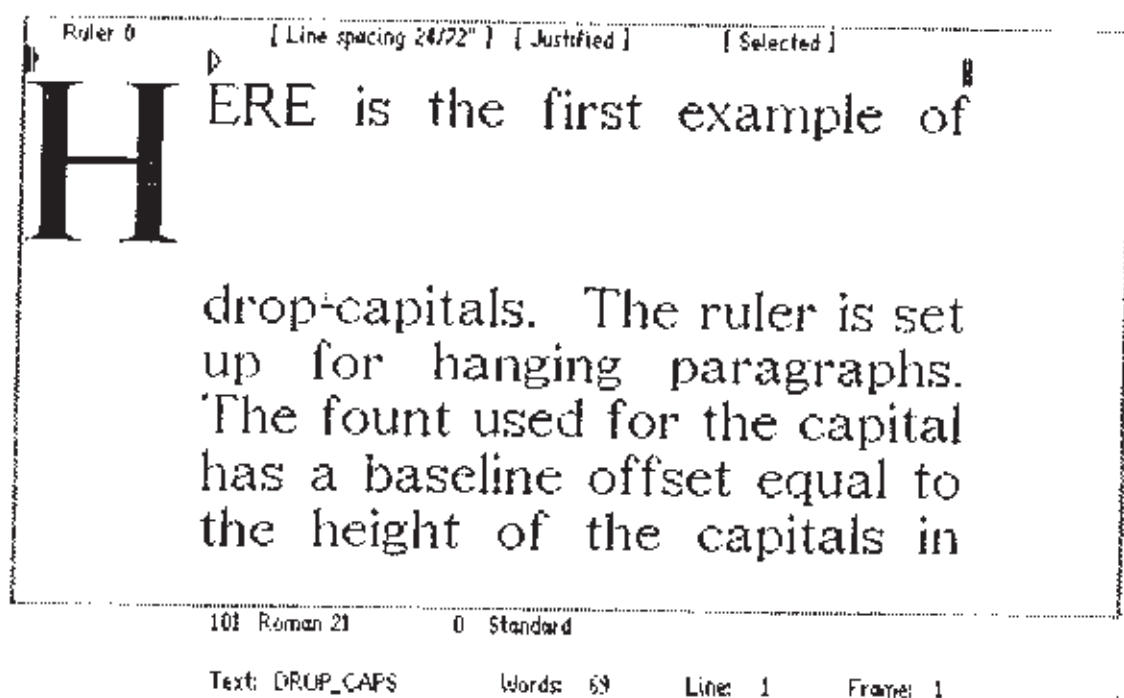 Ruler 0 [ Line spacing 24/72" ] [ Justified ] [ Selected ]
HERE is the first example of
drop-capitals. The ruler is set
up for hanging paragraphs.
The fount used for the capital
has a baseline offset equal to
the height of the capitals in
101 Roman 21 0 Standard
Text: DROP_CAPS Words: 69 Line: 1 Frame: 1